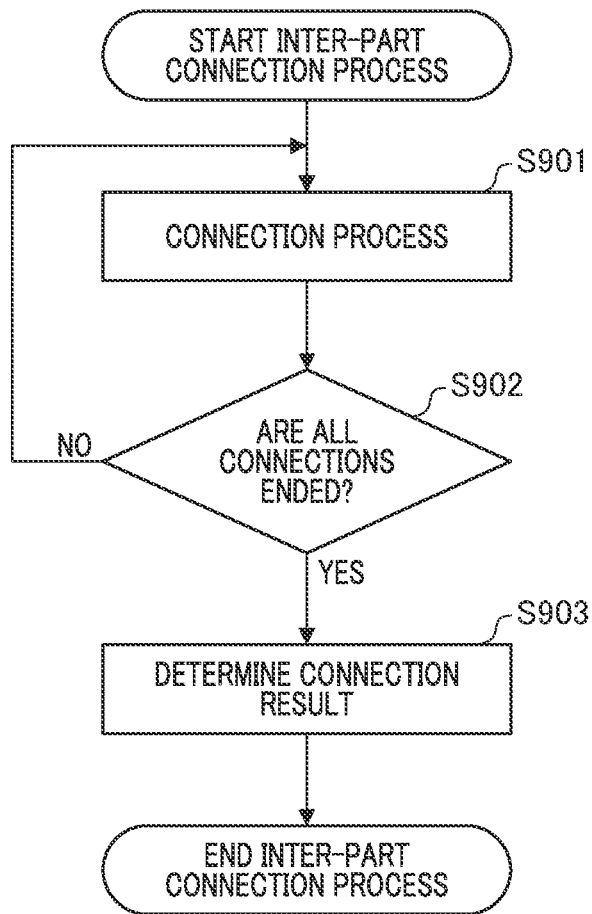 START INTER-PART
CONNECTION PROCESS
S901
CONNECTION PROCESS
S902
ARE ALL
CONNECTIONS
ENDED?
NO
YES
S903
DETERMINE CONNECTION
RESULT
END INTER-PART
CONNECTION PROCESS